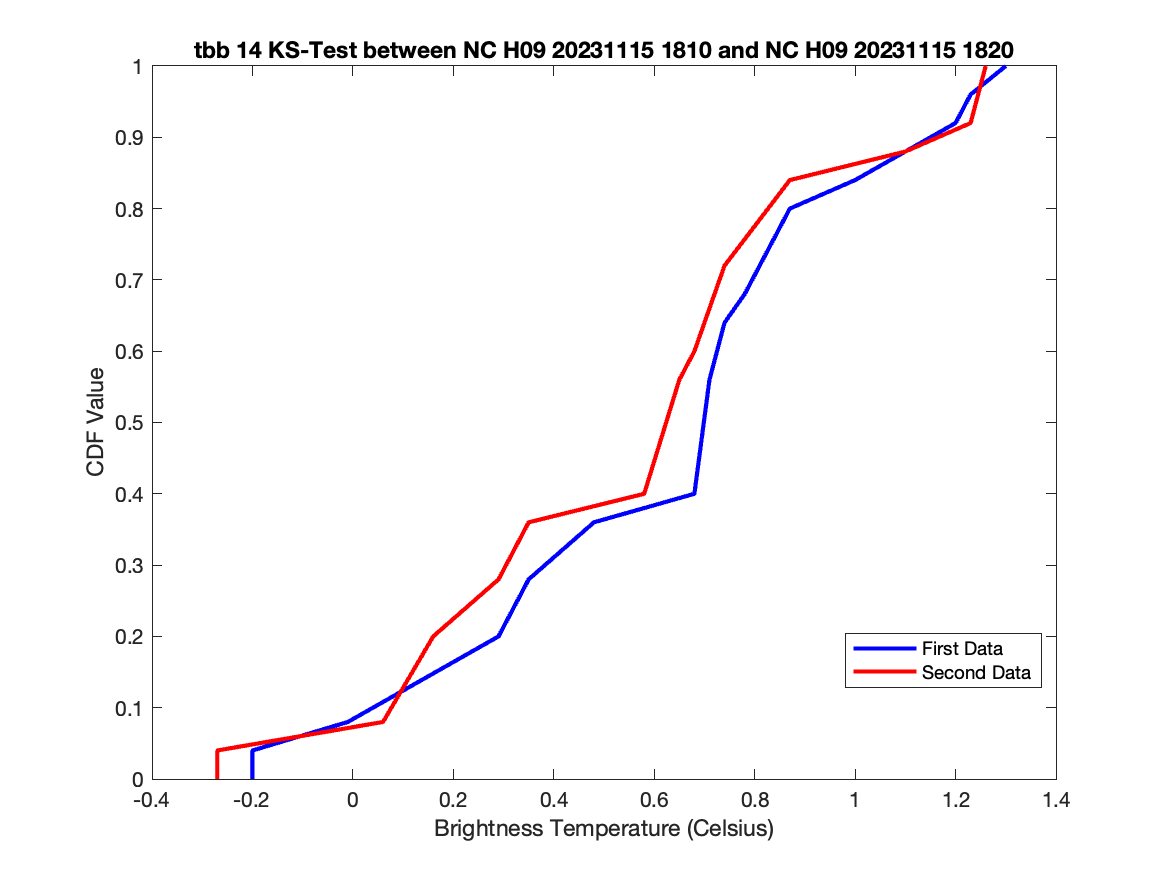 tbb 14 KS-Test between NC H09 20231115 1810 and NC H09 20231115 1820
1
0.9
0.8
0.7
0.6
0.5
0.4
0.3
0.2
0.1
0
CDF Value
First Data
Second Data
-0.4 -0.2 0 0.2 0.4 0.6 0.8 1 1.2 1.4
Brightness Temperature (Celsius)